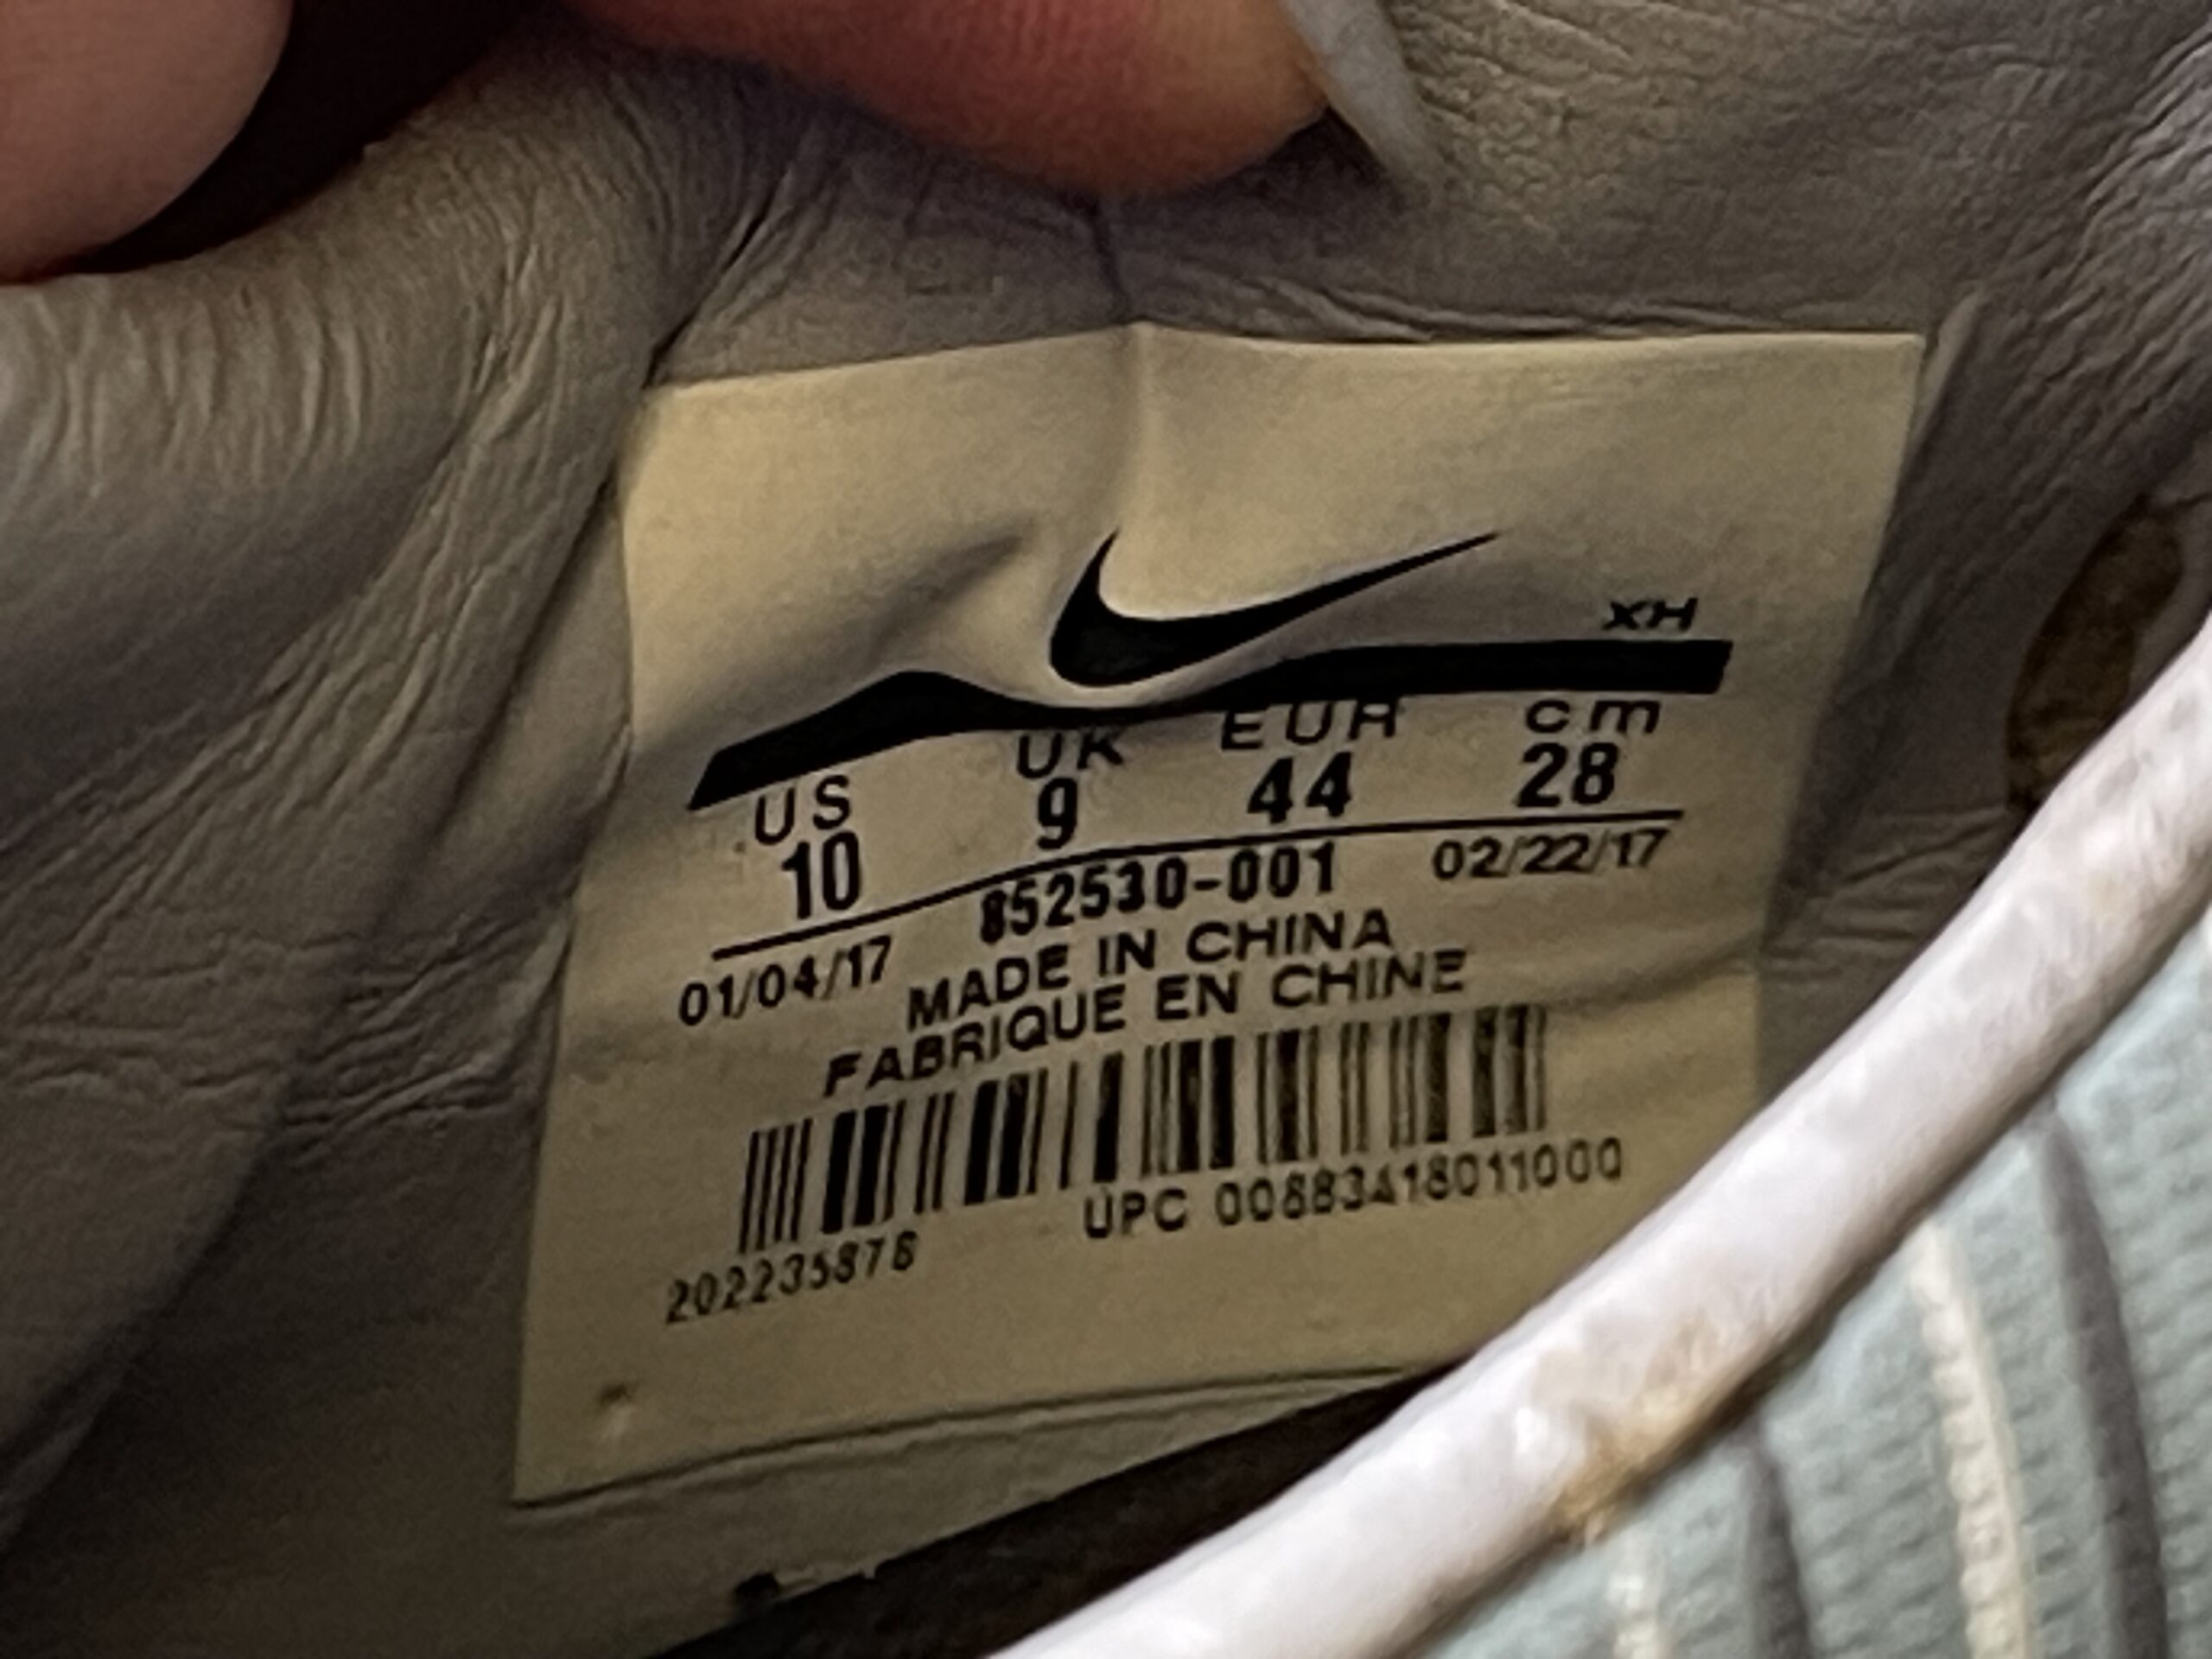 XH
US UK EUR cm
10 9 44 28
01/04/17 852530-001 02/22/17
MADE IN CHINA
FABRIQUE EN CHINE
202235878 UPC 00883418011000